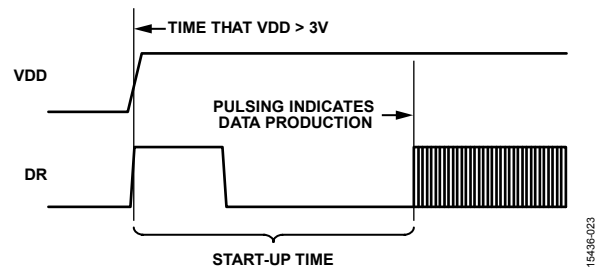 TIME THAT VDD > 3V
VDD
PULSING INDICATES
DATA PRODUCTION
DR
START-UP TIME
15436-023